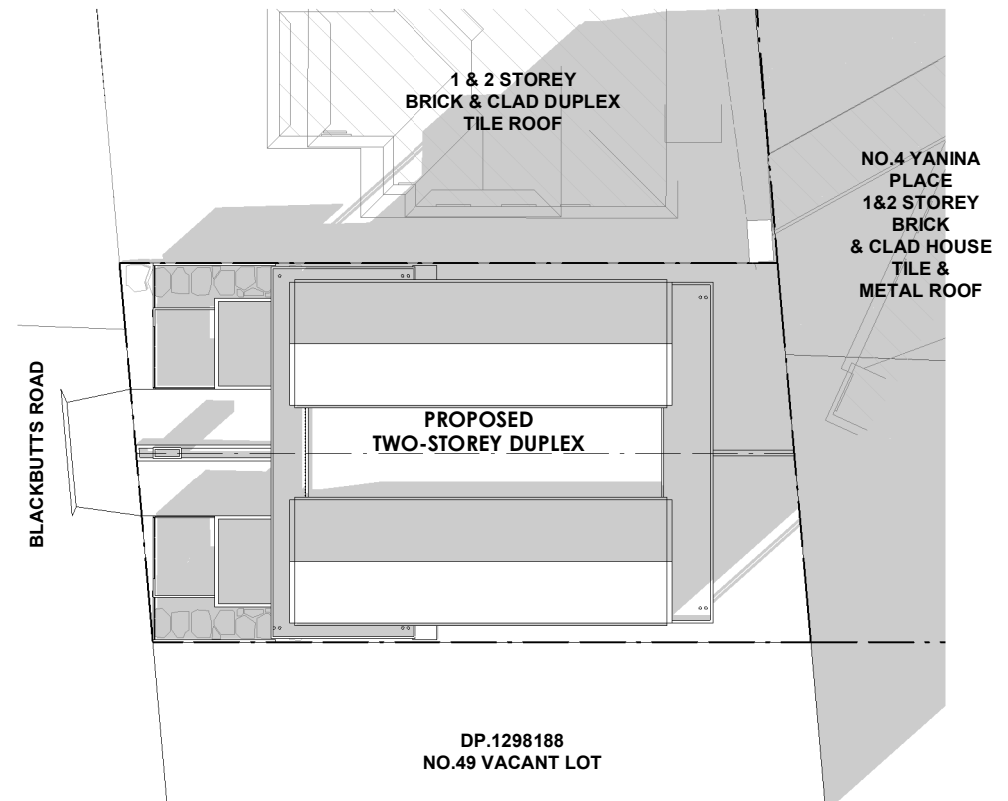 1 & 2 STOREY
BRICK & CLAD DUPLEX
TILE ROOF
NO.4 YANINA
PLACE
1&2 STOREY
BRICK
& CLAD HOUSE
TILE &
METAL ROOF
BLACKBUTTS ROAD
PROPOSED
TWO-STOREY DUPLEX
DP.1298188
NO.49 VACANT LOT